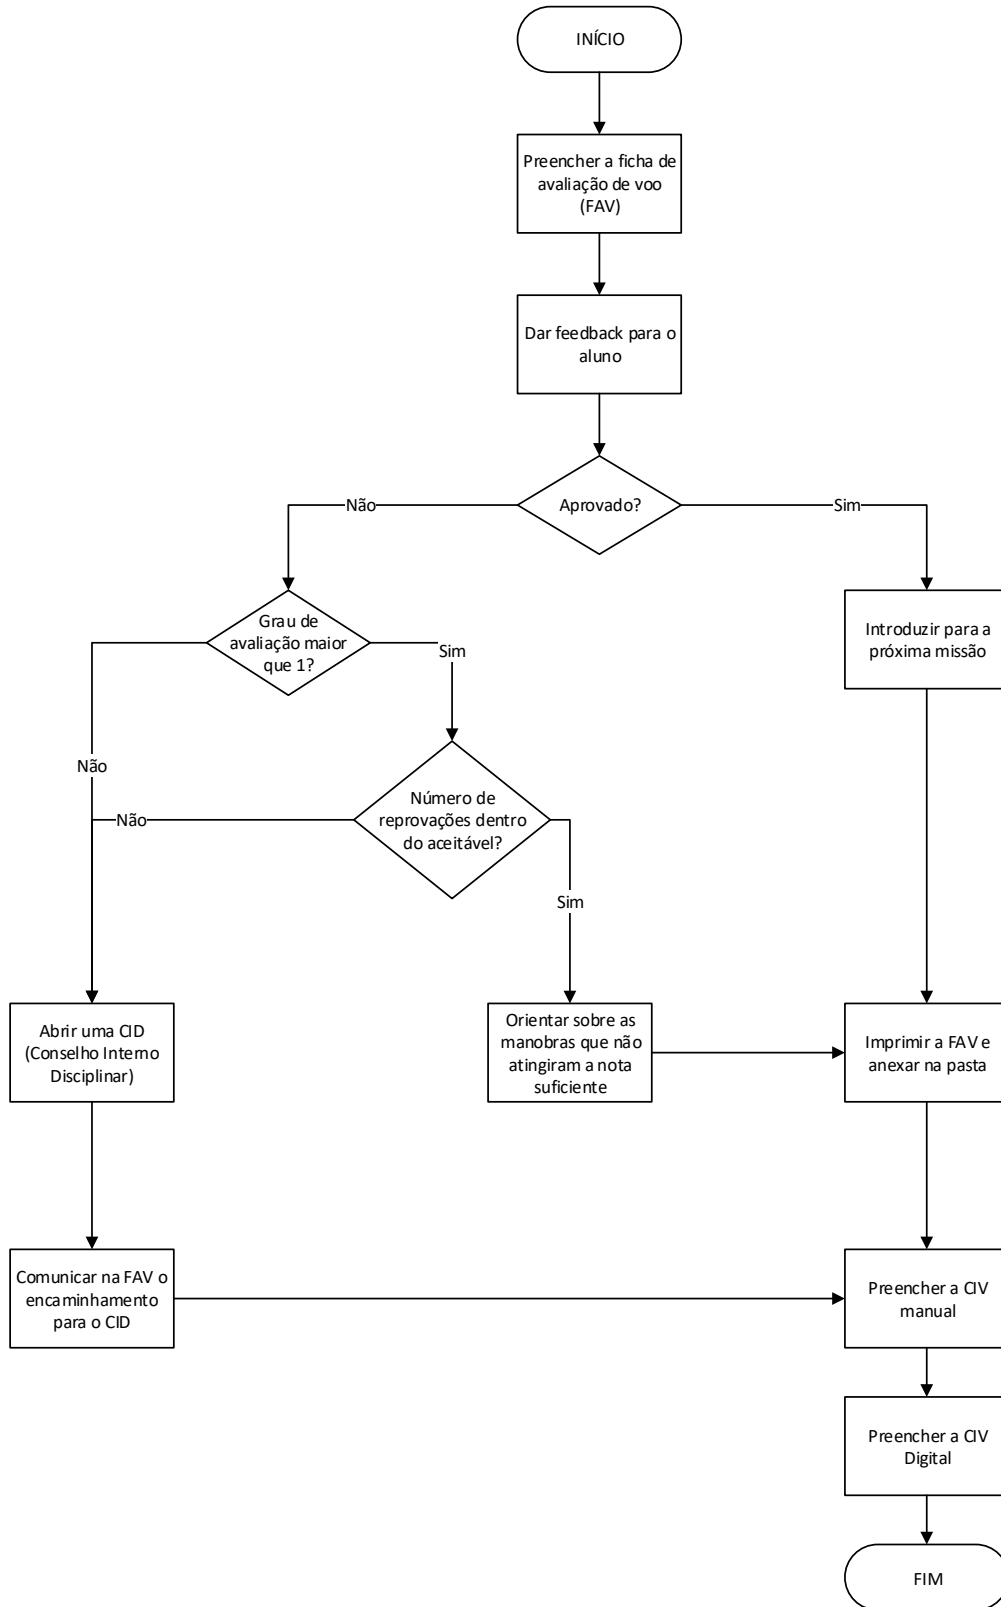 INÍCIO
Preencher a ficha de
avaliação de voo
(FAV)
Dar feedback para o
aluno
Aprovado?
Não
Sim
Grau de
avaliação maior
que 1?
Sim
Introduzir para a
próxima missão
Não
Número de
reprovações dentro
do aceitável?
Não
Sim
Abrir uma CID
(Conselho Interno
Disciplinar)
Orientar sobre as
manobras que não
atingiram a nota
suficiente
Imprimir a FAV e
anexar na pasta
Comunicar na FAV o
encaminhamento
para o CID
Preencher a CIV
manual
Preencher a CIV
Digital
FIM